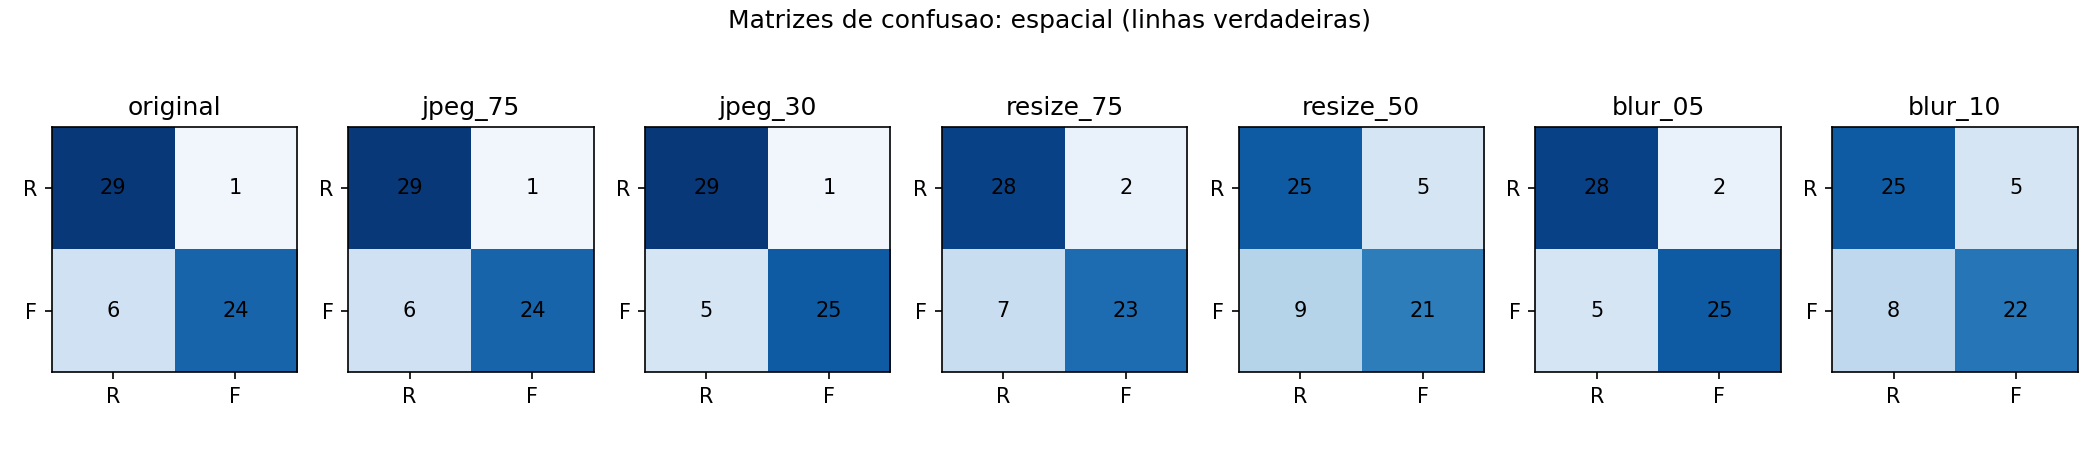 Matrizes de confusao: espacial (linhas verdadeiras)
original jpeg_75 jpeg_30 resize_75 resize_50 blur_05 blur_10
R 29 1 R 29 1 R 29 1 R 28 2 R 25 5 R 28 2 R 25 5
F 6 24 F 6 24 F 5 25 F 7 23 F 9 21 F 5 25 F 8 22
R F R F R F R F R F R F R F